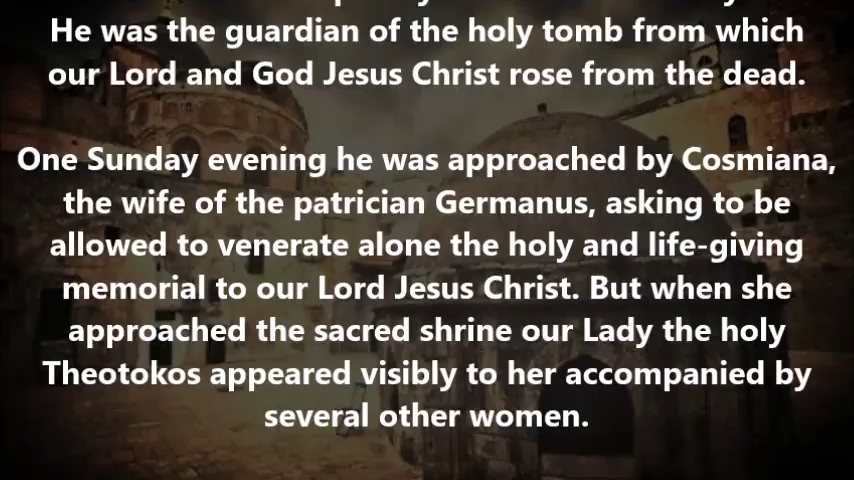 He was the guardian of the holy tomb from which
our Lord and God Jesus Christ rose from the dead.
One Sunday evening he was approached by Cosmiana,
the wife of the patrician Germanus, asking to be
allowed to venerate alone the holy and life-giving
memorial to our Lord Jesus Christ. But when she
approached the sacred shrine our Lady the holy
Theotokos appeared visibly to her accompanied by
several other women.